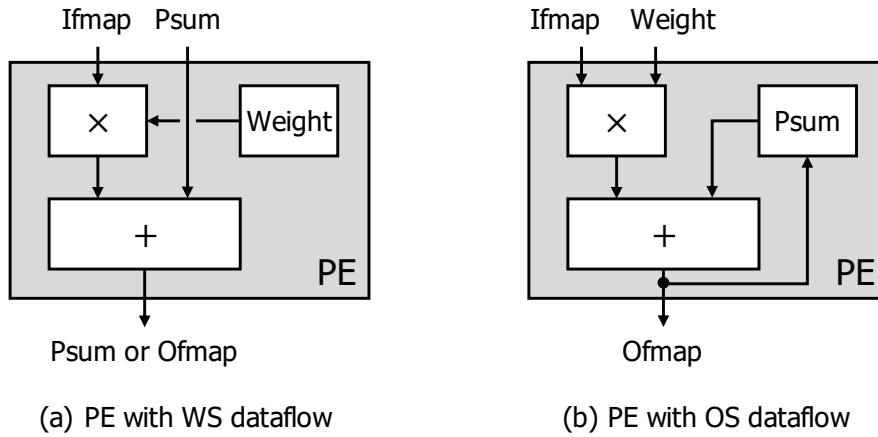 Ifmap Psum
×
Weight
+
PE
Psum or Ofmap
(a) PE with WS dataflow
Ifmap Weight
×
Psum
+
PE
Ofmap
(b) PE with OS dataflow